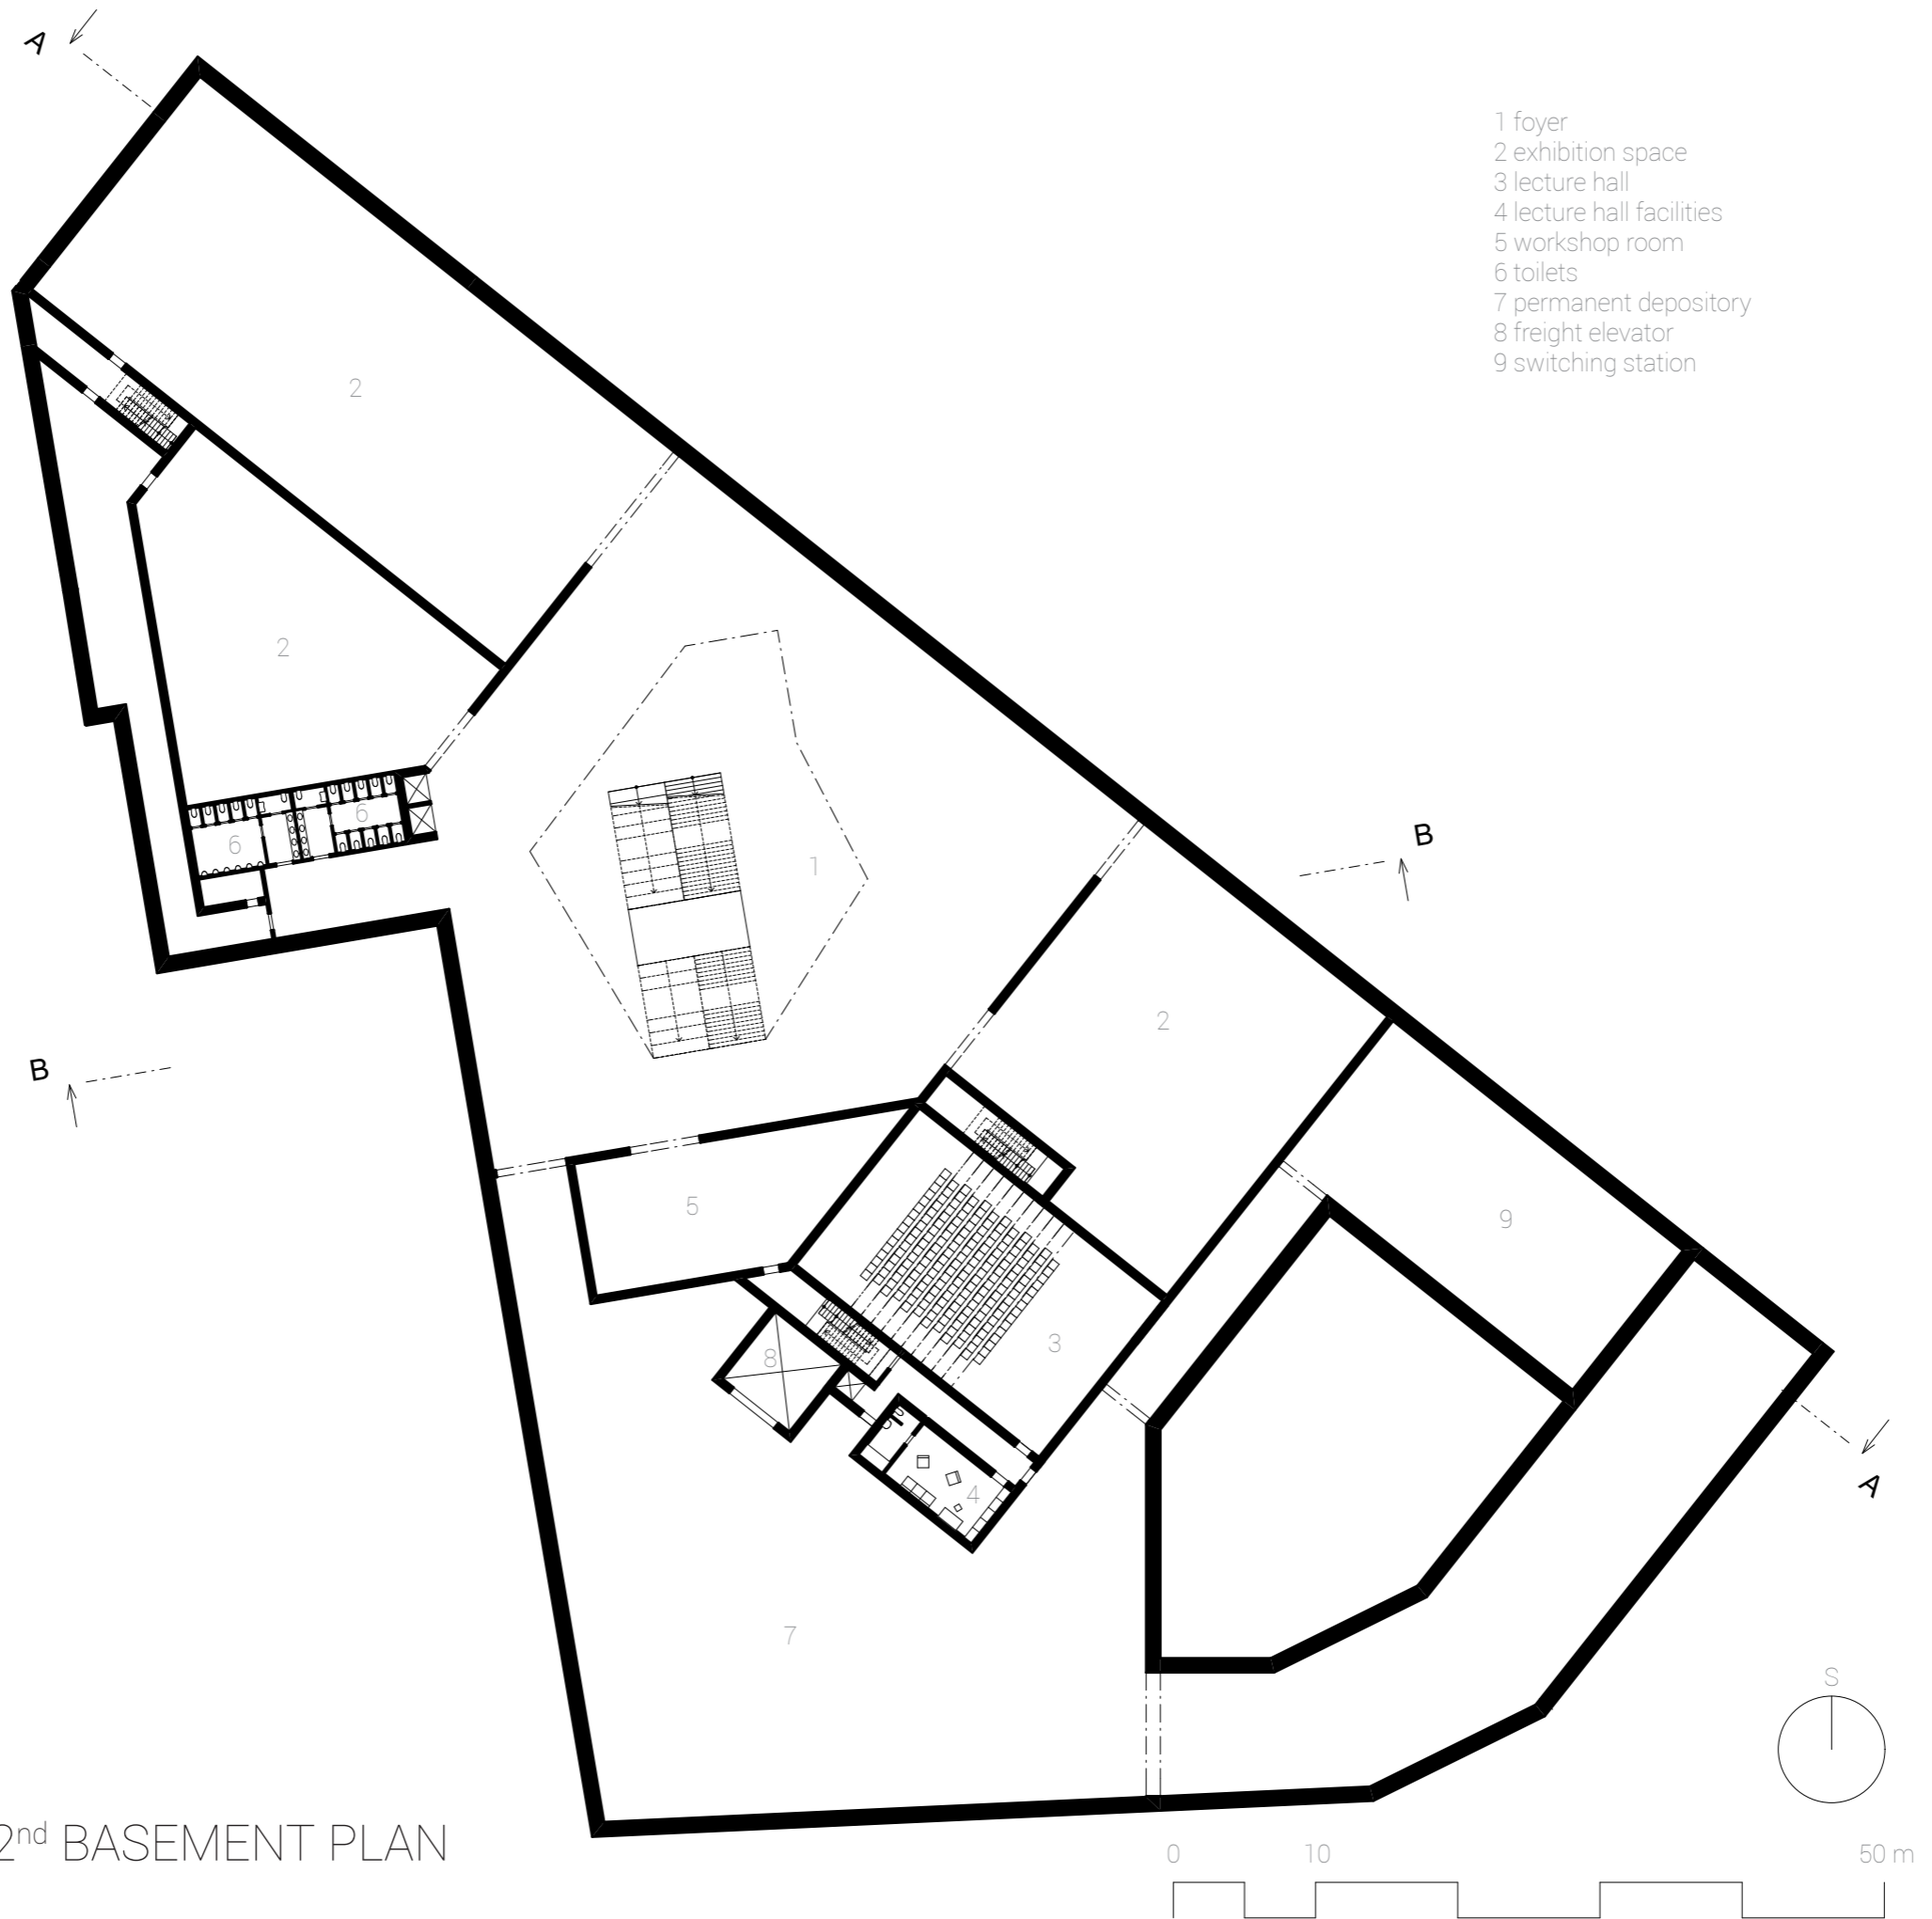 A
1 foyer
2 exhibition space
3 lecture hall
4 lecture hall facilities
5 workshop room
6 toilets
7 permanent depository
8 freight elevator
9 switching station
2
2
6
6
1
B
2
B
5
9
3
8
4
A
7
S
2nd BASEMENT PLAN
0 10 50 m